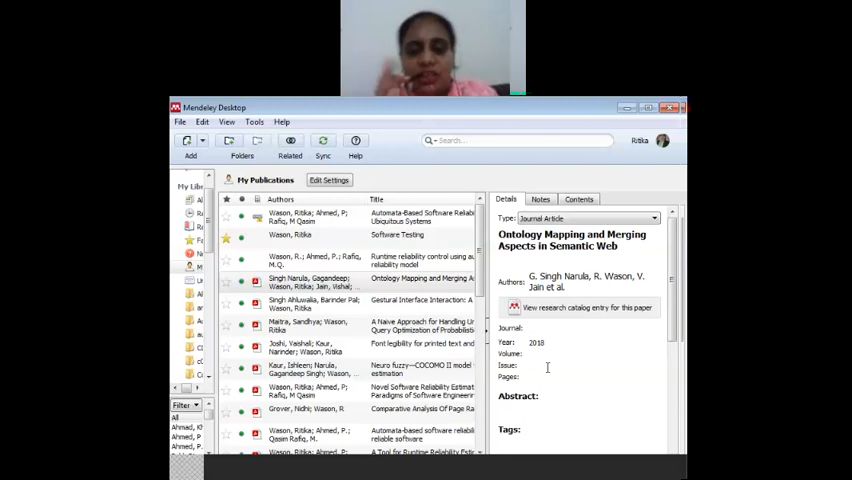 Mendeley Desktop
File Edit View Tools Help
Search...
Ritika
Add Folders Related Sync Help
My Publications Edit Settings
Details Notes Contents
My Lib
Authors Title
Wason, Ritika; Ahmed, P; Automata-Based Software Reliab
Rafiq, M Qasim Ubiquitous Systems
Wason, Ritika Software Testing
Wason, R.; Ahmed, P.; Rafiq, Runtime reliability control using au
M.Q. reliability model
Singh Narula, Gagandeep; Ontology Mapping and Merging A
Wason, Ritika; Jain, Vishal;
Singh Ahluwalia, Barinder Pal; Gestural Interface Interaction: A
Wason, Ritika
Maitra, Sandhya; Wason, A Naive Approach for Handling Un
Ritika Query Optimization of Probabilisti
Joshi, Vaishali; Kaur, Font legibility for printed text and
Narinder; Wason, Ritika
Kaur, Ishleen; Narula, Neuro fuzzy—COCOMO II model
Gagandeep Singh; Wason, estimation
Wason, Ritika; Ahmed, P; Novel Software Reliability Estimat
Rafiq, M Qasim Paradigms of Software Engineerin
Grover, Nidhi; Wason, R Comparative Analysis Of Page Ra
Wason, Ritika; Ahmed, P.; Automata-based software reliabili
Qasim Rafiq, M. reliable software
Wason, Ritika; Ahmed, P.; A Tool for Runtime Reliability Est
Filter
All
Ahmad, Kh
Ahmed, P
Ahmed, P.
Type: Journal Article
Ontology Mapping and Merging
Aspects in Semantic Web
Authors: G. Singh Narula, R. Wason, V.
Jain et al.
View research catalog entry for this paper
Journal:
Year: 2018
Volume:
Issue:
Pages:
Abstract:
Tags: